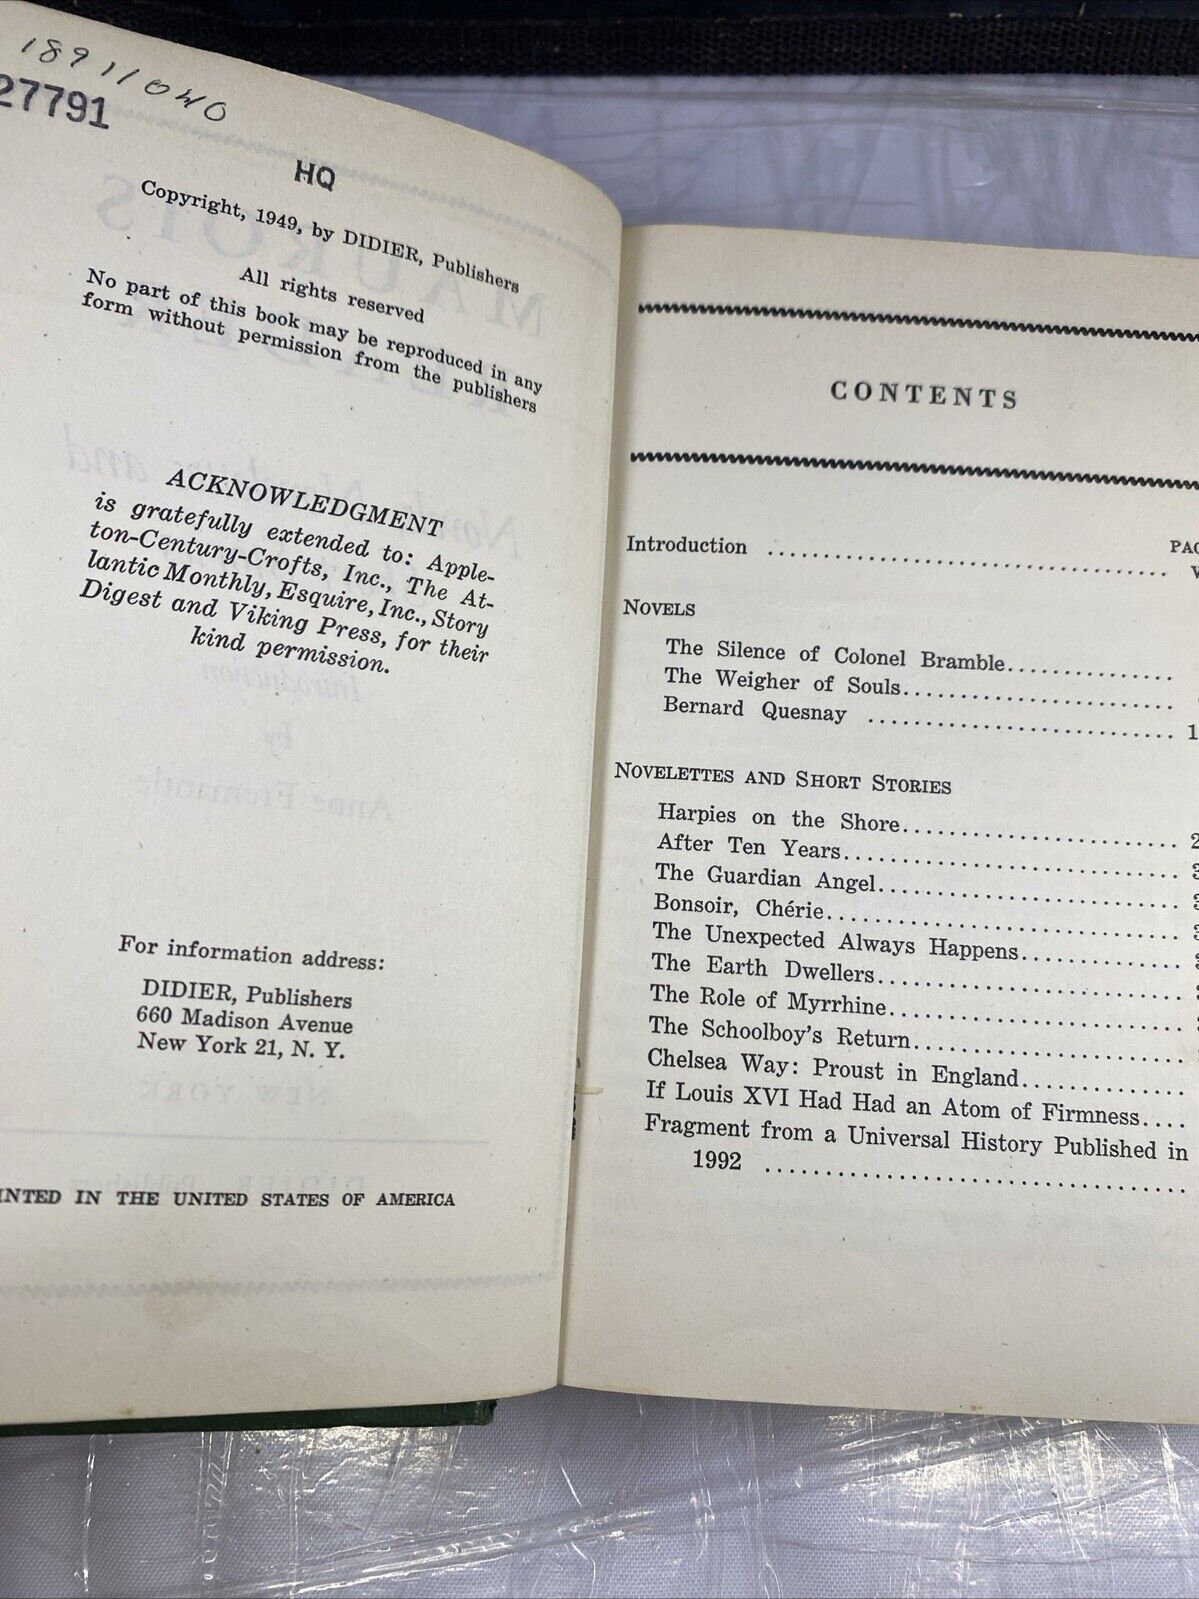 18911040
27791
HQ
Copyright, 1949, by DIDIER, Publishers
All rights reserved
No part of this book may be reproduced in any
form without permission from the publishers
ACKNOWLEDGMENT
is gratefully extended to: Apple-
ton-Century-Crofts, Inc., The At-
lantic Monthly, Esquire, Inc., Story
Digest and Viking Press, for their
kind permission.
For information address:
DIDIER, Publishers
660 Madison Avenue
New York 21, N. Y.
INTED IN THE UNITED STATES OF AMERICA
CONTENTS
PAG
Introduction ................................... V
NOVELS
The Silence of Colonel Bramble..............
The Weigher of Souls.......................
Bernard Quesnay .......................... 1
NOVELETTES AND SHORT STORIES
Harpies on the Shore........................ 2
After Ten Years............................. 3
The Guardian Angel.......................... 3
Bonsoir, Chérie.............................. 3
The Unexpected Always Happens.............. 3
The Earth Dwellers..........................
The Role of Myrrhine........................
The Schoolboy's Return......................
Chelsea Way: Proust in England..............
If Louis XVI Had Had an Atom of Firmness....
Fragment from a Universal History Published in
1992 ....................................